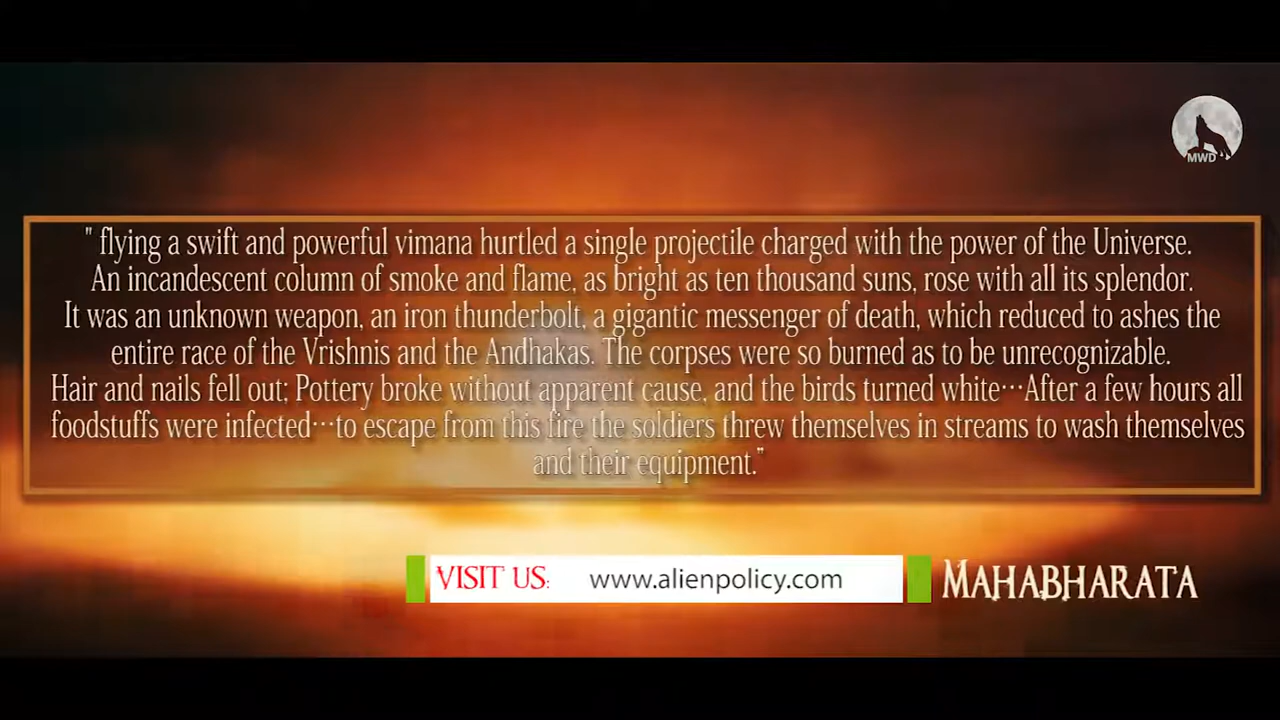 MWD
" flying a swift and powerful vimana hurtled a single projectile charged with the power of the Universe.
An incandescent column of smoke and flame, as bright as ten thousand suns, rose with all its splendor.
It was an unknown weapon, an iron thunderbolt, a gigantic messenger of death, which reduced to ashes the
entire race of the Vrishnis and the Andhakas. The corpses were so burned as to be unrecognizable.
Hair and nails fell out; Pottery broke without apparent cause, and the birds turned white···After a few hours all
foodstuffs were infected···to escape from this fire the soldiers threw themselves in streams to wash themselves
and their equipment."
VISIT US: www.alienpolicy.com MAHABHARATA